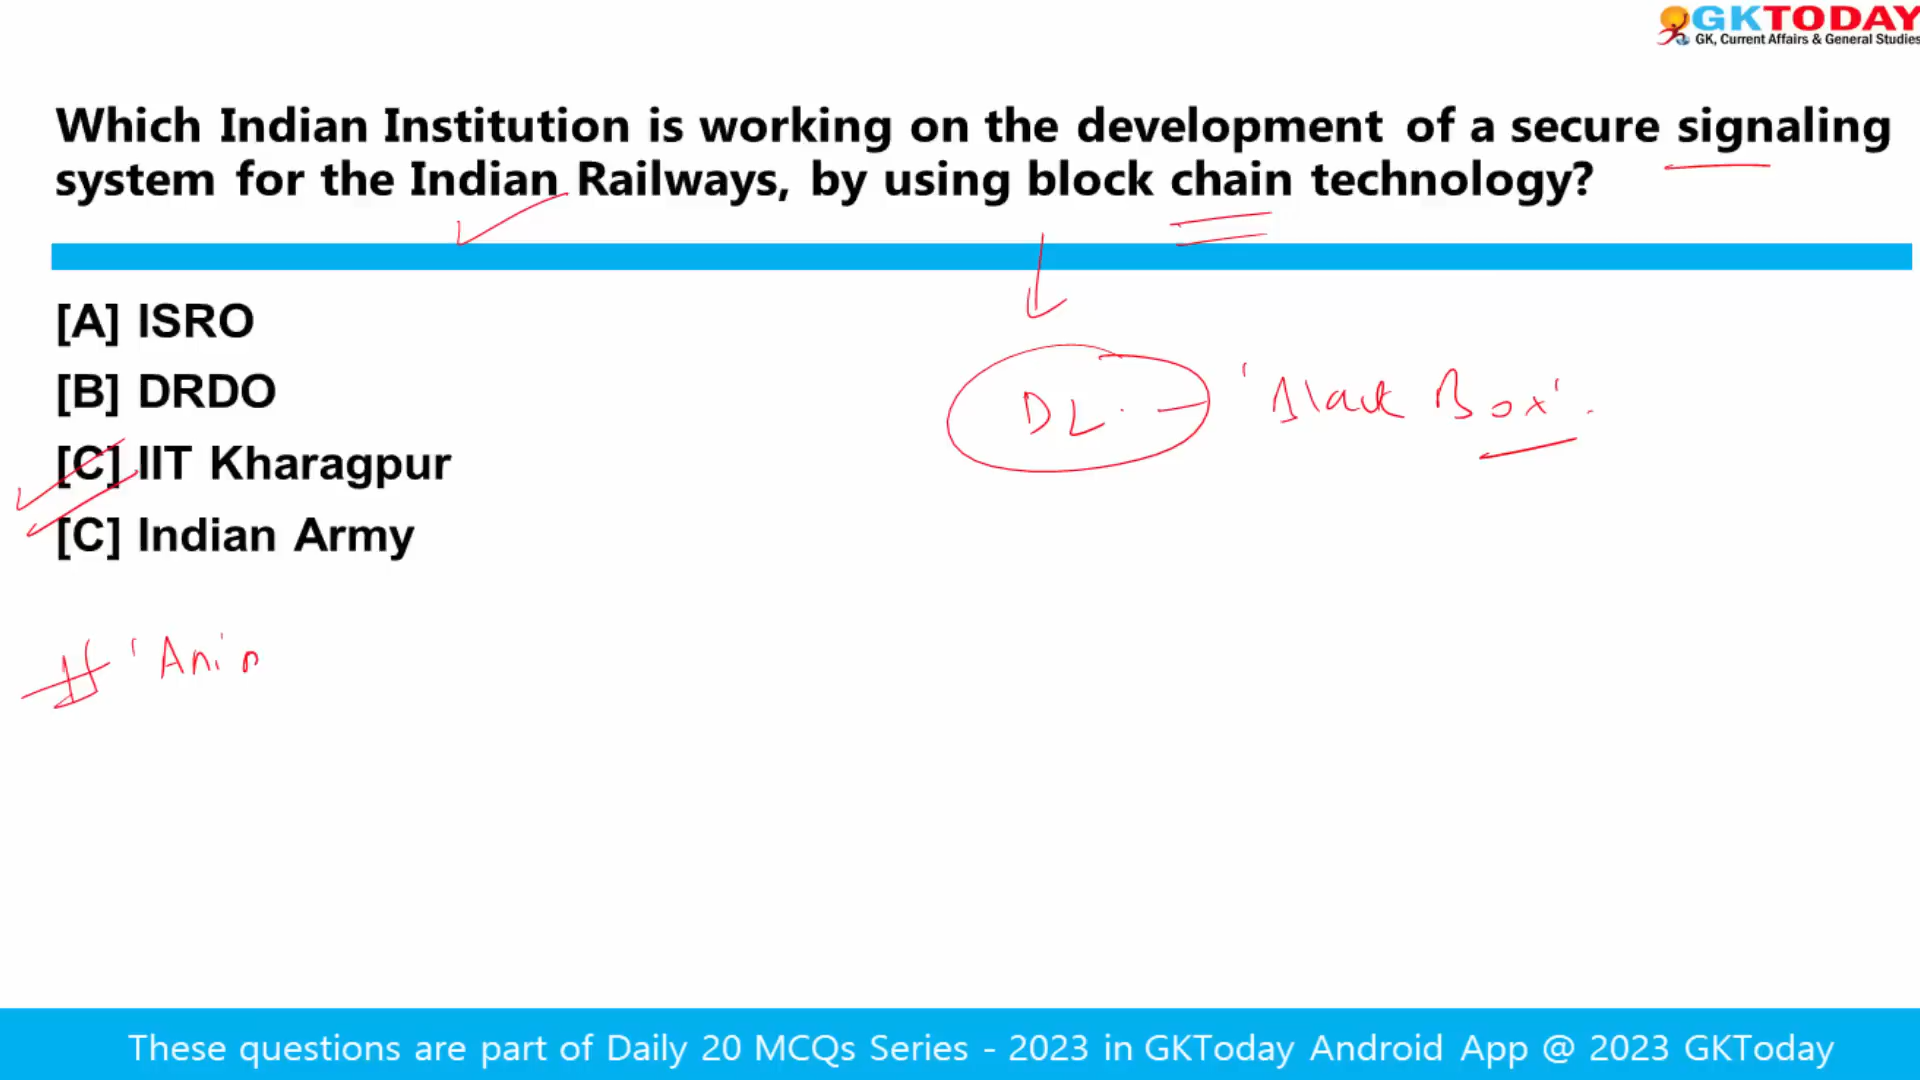 GKTODAY
GK, Current Affairs & General Studies
Which Indian Institution is working on the development of a secure signaling
system for the Indian Railways, by using block chain technology?
[A] ISRO
[B] DRDO
[C] IIT Kharagpur
[C] Indian Army
DL
'Black Box'.
# 'Ani
These questions are part of Daily 20 MCQs Series - 2023 in GKToday Android App @ 2023 GKToday